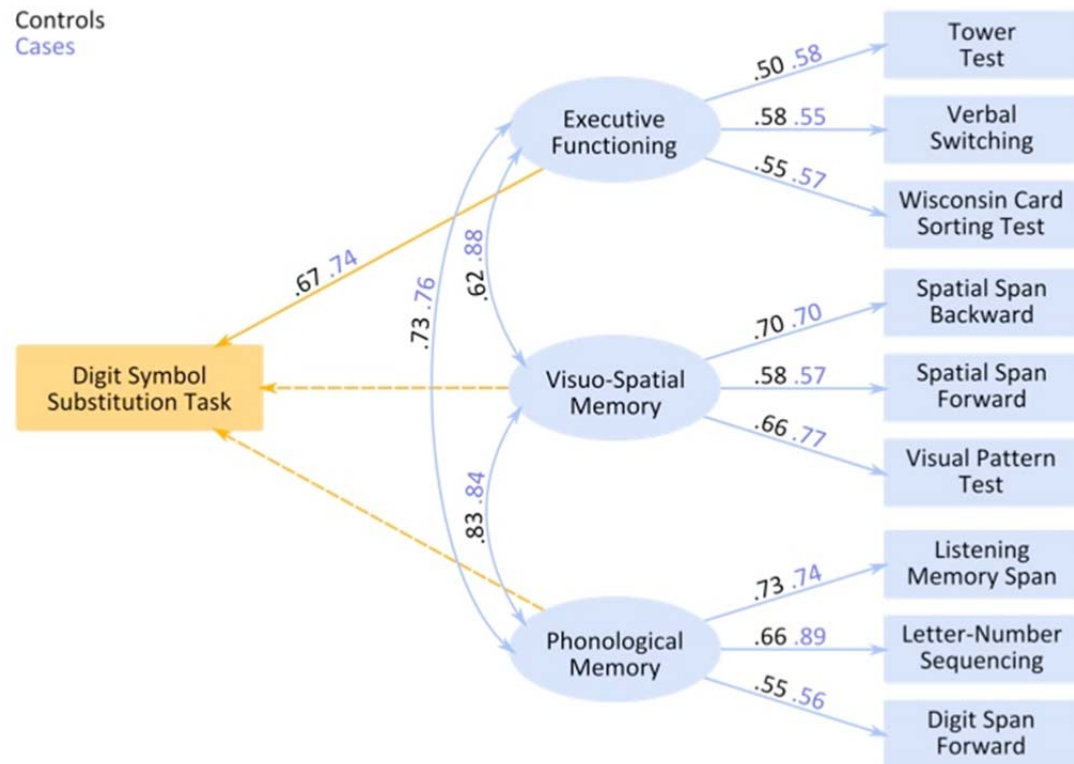 Controls
Cases
Executive
Functioning
.50 .58
Tower
Test
.58 .55
Verbal
Switching
.55 .57
Wisconsin Card
Sorting Test
.67 .74
.73 .76
.62 .88
Digit Symbol
Substitution Task
Visuo-Spatial
Memory
.70 .70
Spatial Span
Backward
.58 .57
Spatial Span
Forward
.66 .77
Visual Pattern
Test
.83 .84
Phonological
Memory
.73 .74
Listening
Memory Span
.66 .89
Letter-Number
Sequencing
.55 .56
Digit Span
Forward